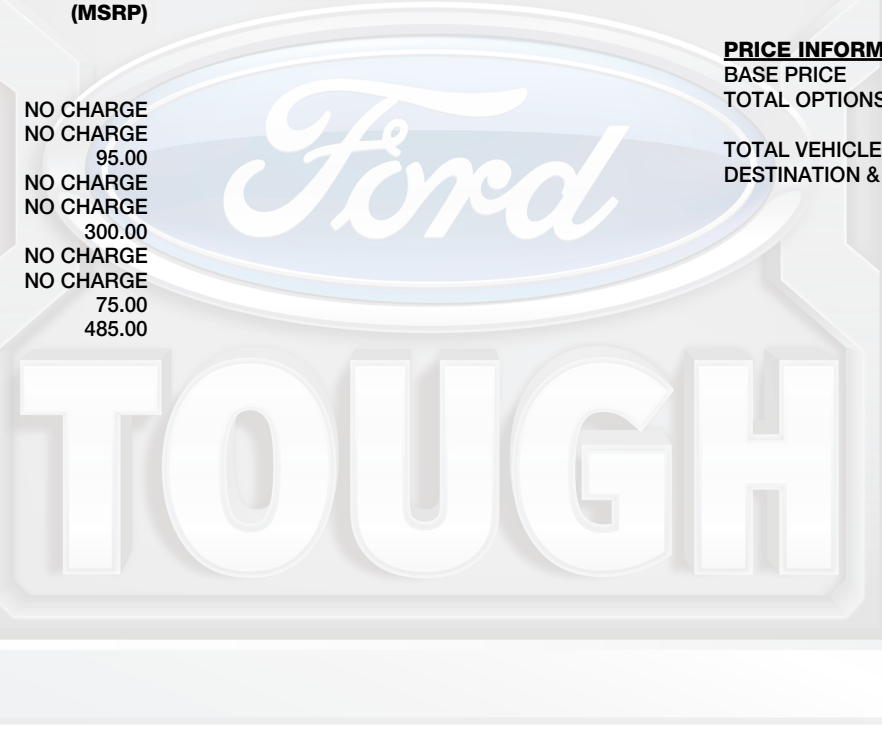 (MSRP)
NO CHARGE
NO CHARGE
95.00
NO CHARGE
NO CHARGE
300.00
NO CHARGE
NO CHARGE
75.00
485.00
PRICE INFORM
BASE PRICE
TOTAL OPTIONS
TOTAL VEHICLE
DESTINATION &
Ford
TOUGH